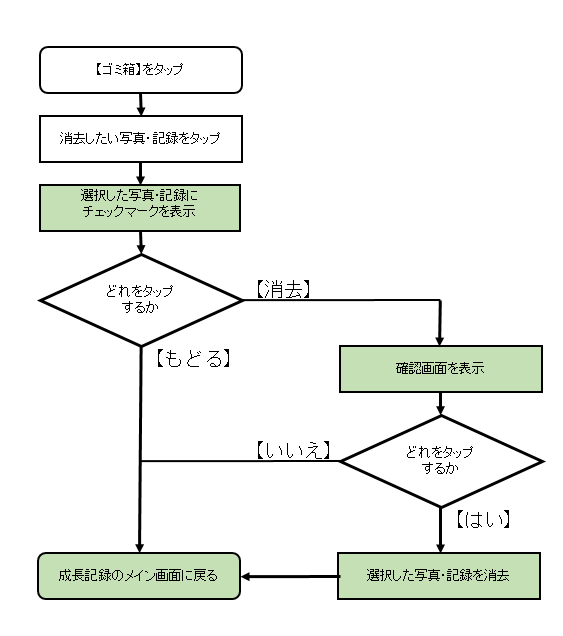 【ゴミ箱】をタップ
消去したい写真・記録をタップ
選択した写真・記録に
チェックマークを表示
どれをタップ
するか
【消去】
【もどる】
確認画面を表示
どれをタップ
するか
【いいえ】
【はい】
選択した写真・記録を消去
成長記録のメイン画面に戻る